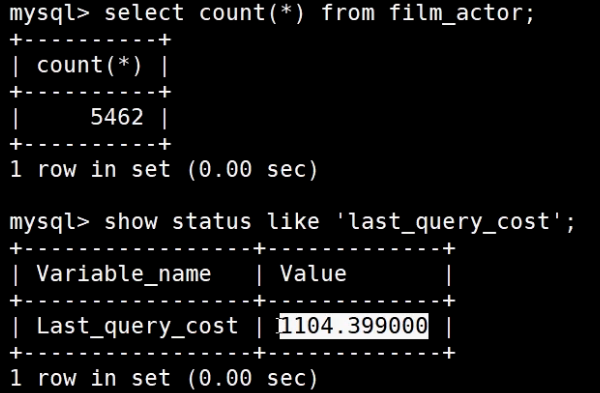 mysql> select count(*) from film_actor;
+----------+
| count(*) |
+----------+
|     5462 |
+----------+
1 row in set (0.00 sec)

mysql> show status like 'last_query_cost';
+-----------------+-------------+
| Variable_name   | Value       |
+-----------------+-------------+
| Last_query_cost | 1104.399000 |
+-----------------+-------------+
1 row in set (0.00 sec)